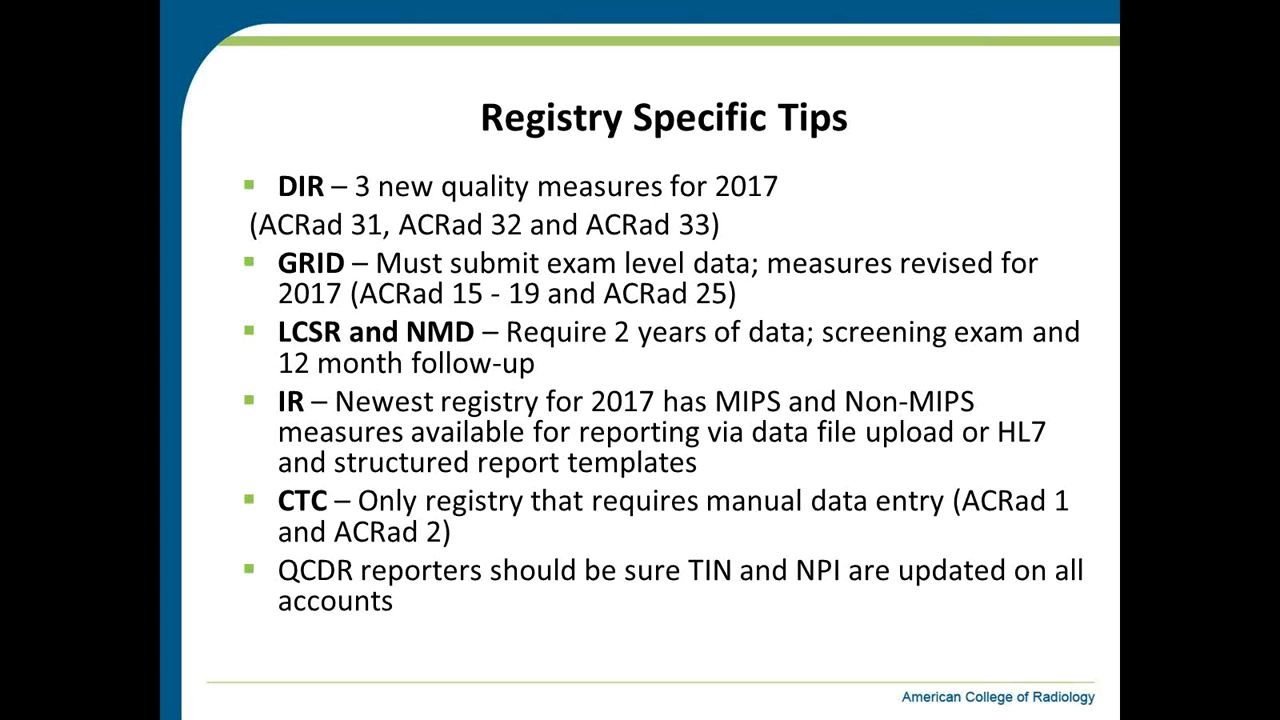 Registry Specific Tips
DIR – 3 new quality measures for 2017
(ACRad 31, ACRad 32 and ACRad 33)
GRID – Must submit exam level data; measures revised for
2017 (ACRad 15 - 19 and ACRad 25)
LCSR and NMD – Require 2 years of data; screening exam and
12 month follow-up
IR – Newest registry for 2017 has MIPS and Non-MIPS
measures available for reporting via data file upload or HL7
and structured report templates
CTC – Only registry that requires manual data entry (ACRad 1
and ACRad 2)
QCDR reporters should be sure TIN and NPI are updated on all
accounts
American College of Radiology